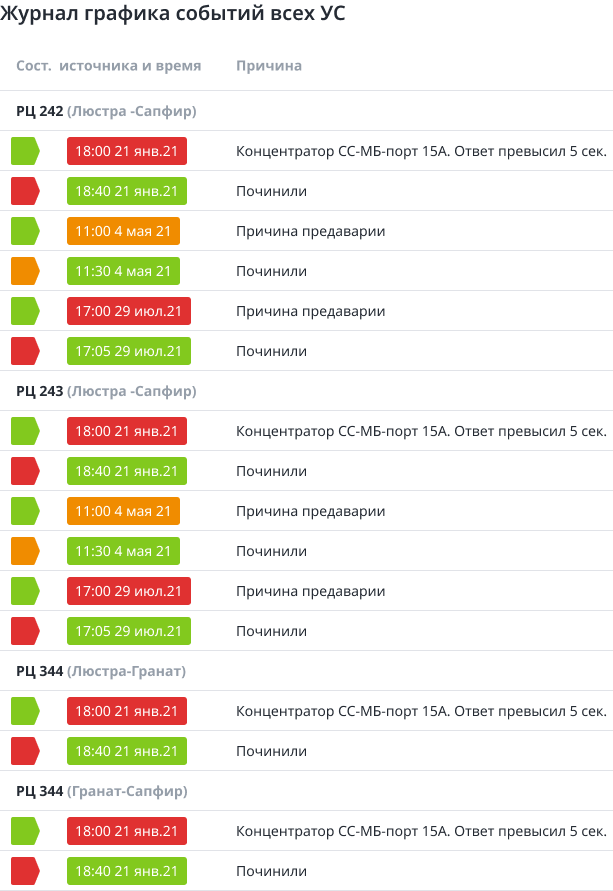 Журнал графика событий всех УС
Сост. источника и время Причина
РЦ 242 (Люстра -Сапфир)
18:00 21 янв.21 Концентратор СС-МБ-порт 15А. Ответ превысил 5 сек.
18:40 21 янв.21 Починили
11:00 4 мая 21 Причина предаварии
11:30 4 мая 21 Починили
17:00 29 июл.21 Причина предаварии
17:05 29 июл.21 Починили
РЦ 243 (Люстра -Сапфир)
18:00 21 янв.21 Концентратор СС-МБ-порт 15А. Ответ превысил 5 сек.
18:40 21 янв.21 Починили
11:00 4 мая 21 Причина предаварии
11:30 4 мая 21 Починили
17:00 29 июл.21 Причина предаварии
17:05 29 июл.21 Починили
РЦ 344 (Люстра-Гранат)
18:00 21 янв.21 Концентратор СС-МБ-порт 15А. Ответ превысил 5 сек.
18:40 21 янв.21 Починили
РЦ 344 (Гранат-Сапфир)
18:00 21 янв.21 Концентратор СС-МБ-порт 15А. Ответ превысил 5 сек.
18:40 21 янв.21 Починили